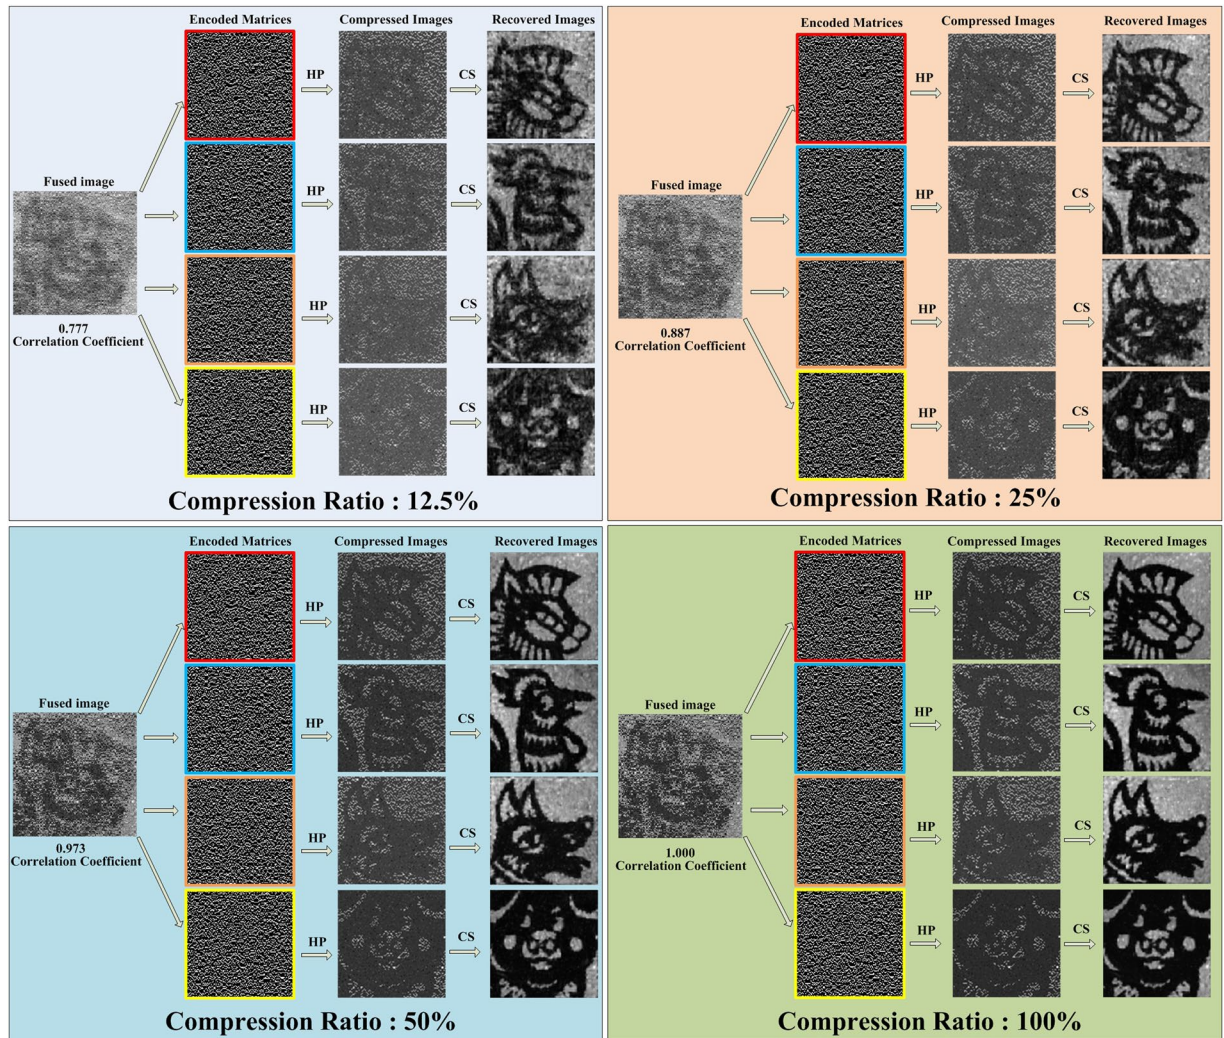 Encoded Matrices Compressed Images Recovered Images
HP CS
HP CS
Fused image
0.777
Correlation Coefficient
HP CS
HP CS
Compression Ratio : 12.5%
Encoded Matrices Compressed Images Recovered Images
HP CS
HP CS
Fused image
0.887
Correlation Coefficient
HP CS
HP CS
Compression Ratio : 25%
Encoded Matrices Compressed Images Recovered Images
HP CS
HP CS
Fused image
0.973
Correlation Coefficient
HP CS
HP CS
Compression Ratio : 50%
Encoded Matrices Compressed Images Recovered Images
HP CS
HP CS
Fused image
1.000
Correlation Coefficient
HP CS
HP CS
Compression Ratio : 100%